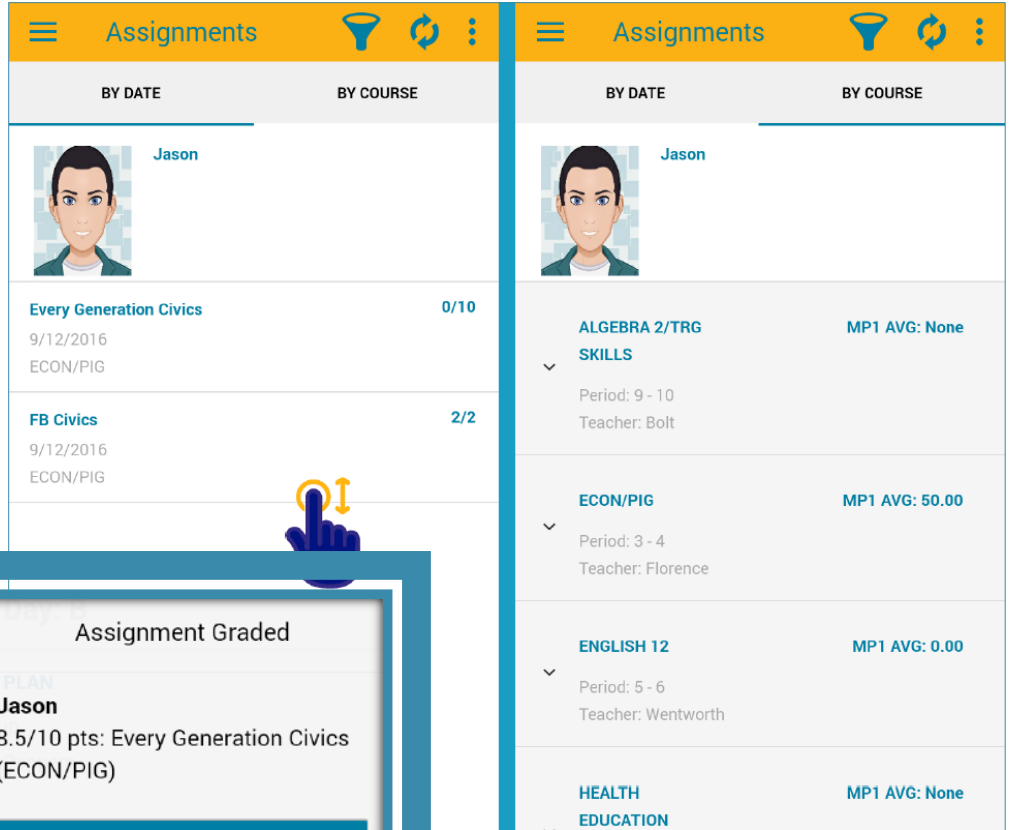 Assignments
BY DATE
BY COURSE
Jason
Every Generation Civics
0/10
9/12/2016
ECON/PIG
FB Civics
2/2
9/12/2016
ECON/PIG
Day: B
Assignment Graded
PLAN
Jason
8.5/10 pts: Every Generation Civics
(ECON/PIG)
Assignments
BY DATE
BY COURSE
Jason
ALGEBRA 2/TRG
SKILLS
MP1 AVG: None
Period: 9 - 10
Teacher: Bolt
ECON/PIG
MP1 AVG: 50.00
Period: 3 - 4
Teacher: Florence
ENGLISH 12
MP1 AVG: 0.00
Period: 5 - 6
Teacher: Wentworth
HEALTH
EDUCATION
MP1 AVG: None